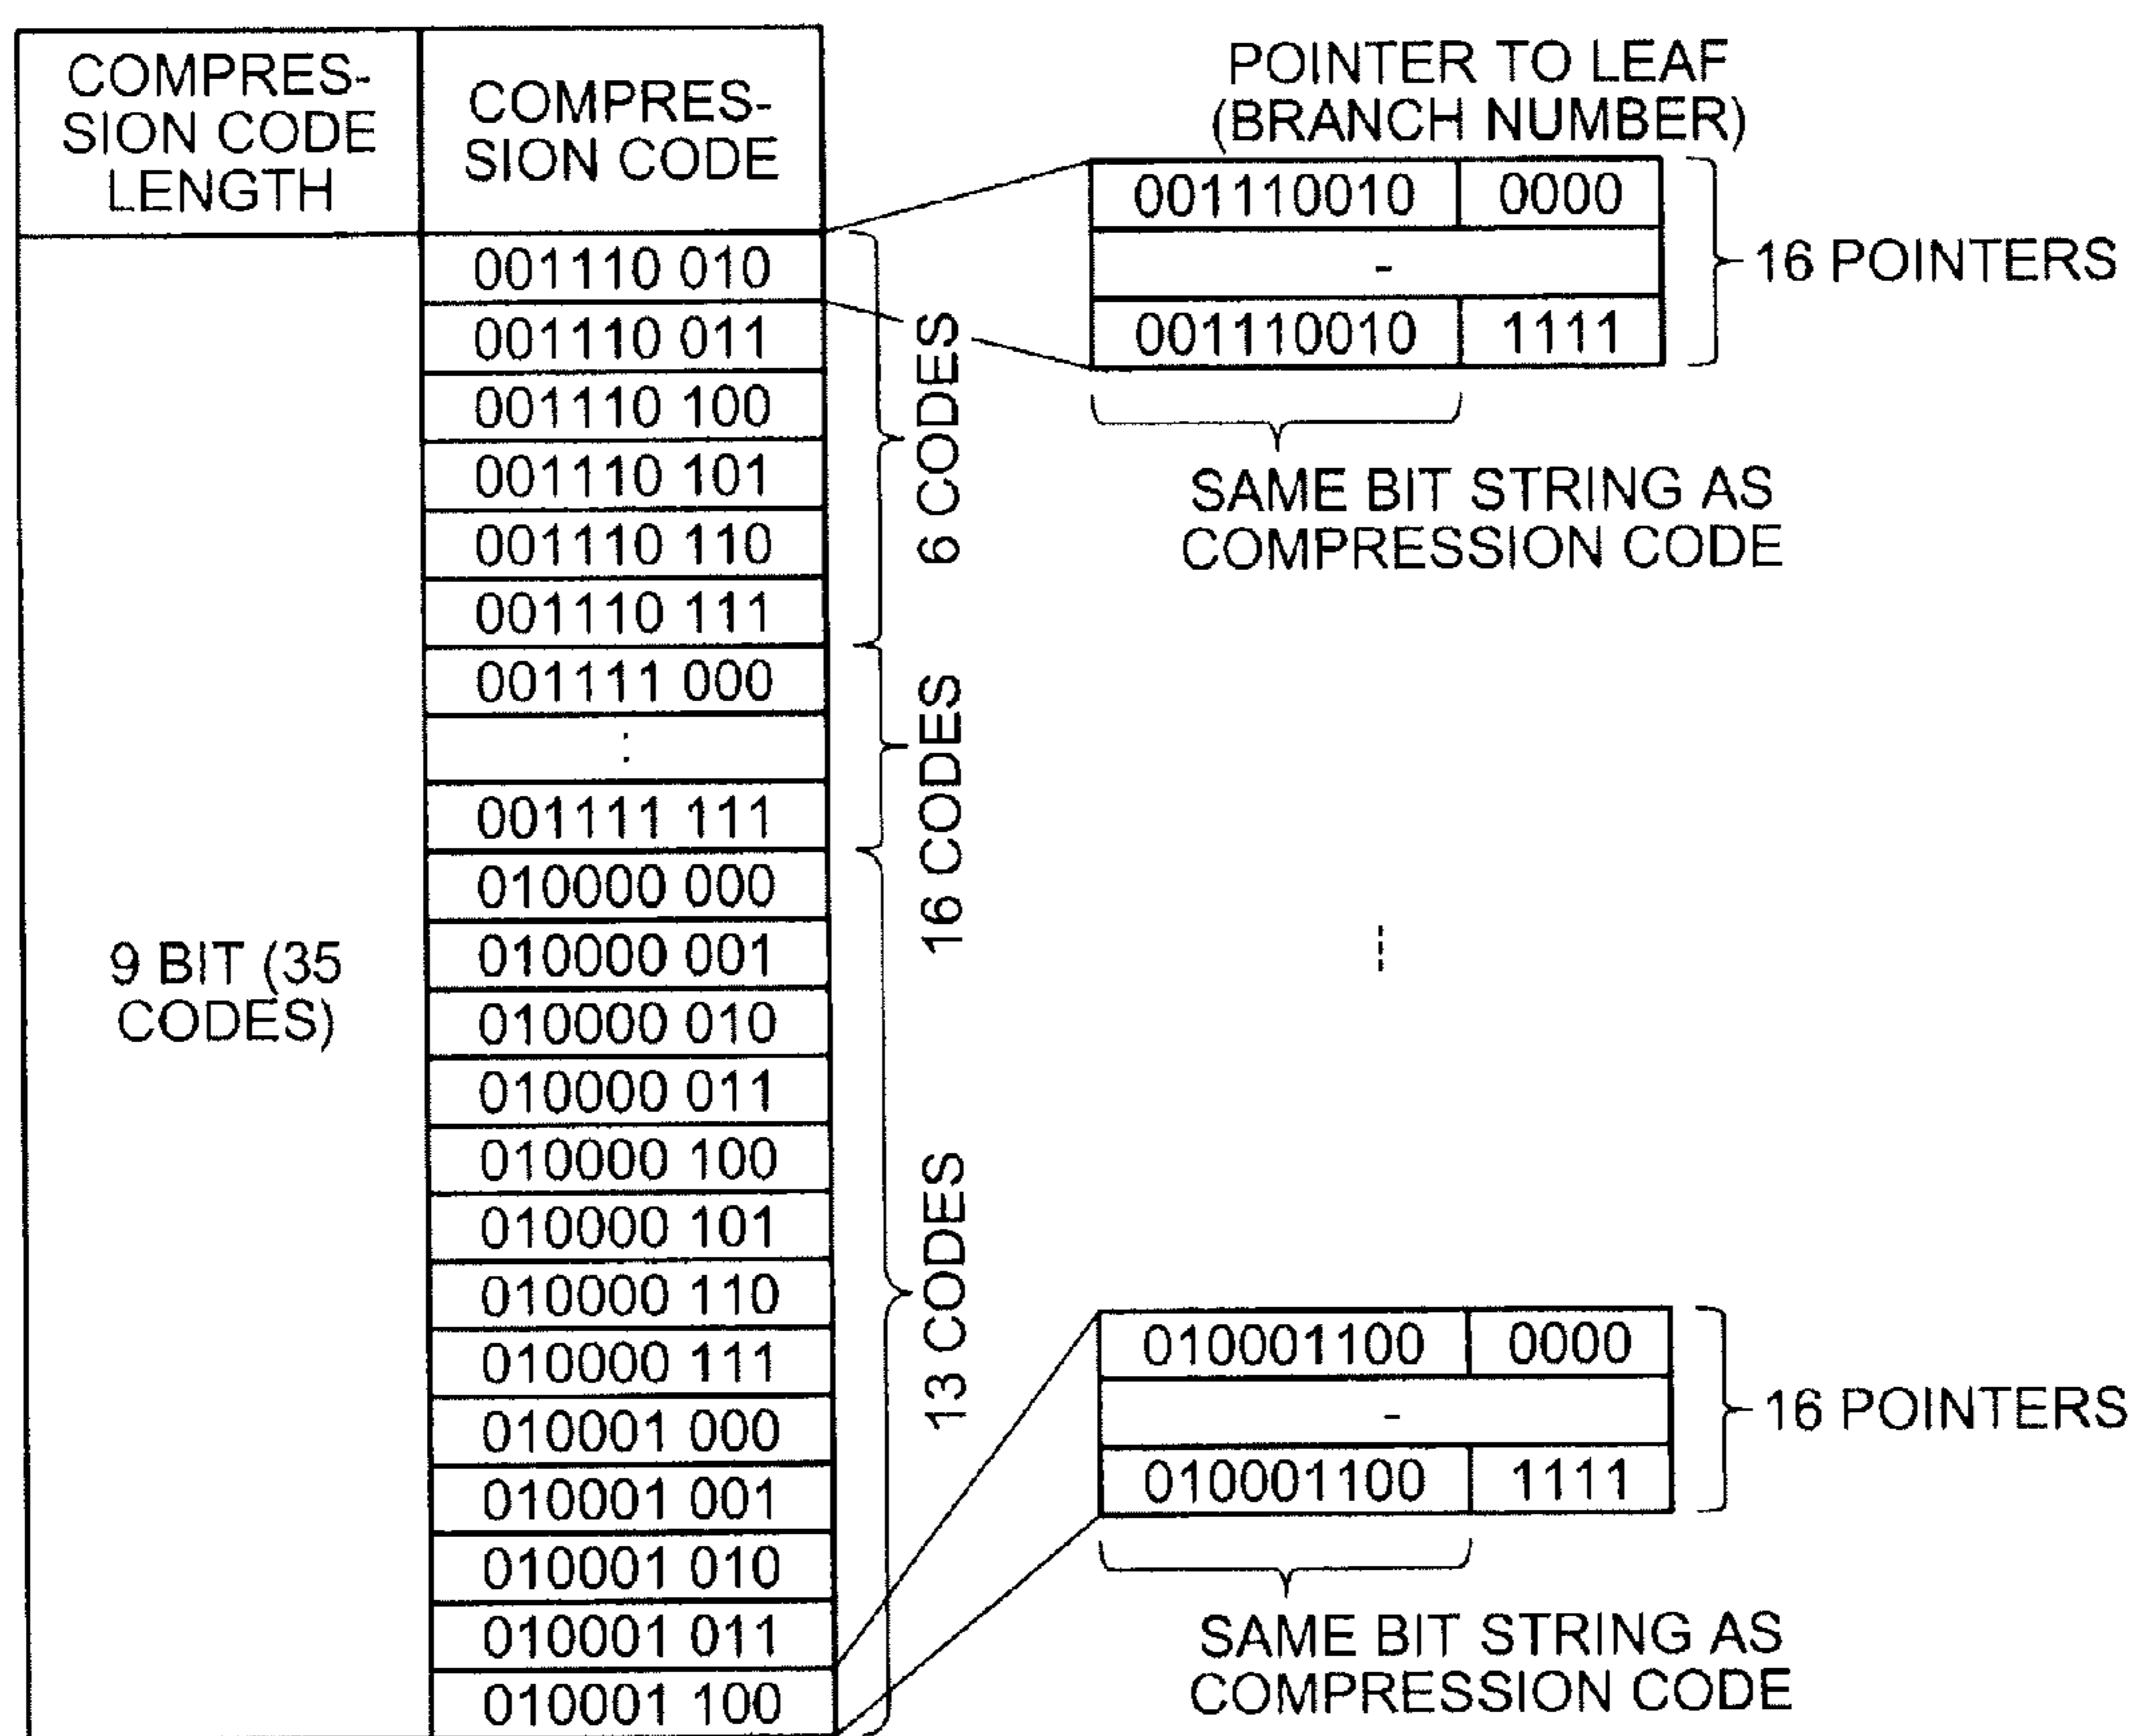 COMPRES-
SION CODE
LENGTH
COMPRES-
SION CODE
9 BIT (35
CODES)
001110 010
001110 011
001110 100
001110 101
001110 110
001110 111
001111 000
:
001111 111
010000 000
010000 001
010000 010
010000 011
010000 100
010000 101
010000 110
010000 111
010001 000
010001 001
010001 010
010001 011
010001 100
6 CODES
16 CODES
13 CODES
POINTER TO LEAF
(BRANCH NUMBER)
001110010 0000
-
001110010 1111
16 POINTERS
SAME BIT STRING AS
COMPRESSION CODE
010001100 0000
-
010001100 1111
16 POINTERS
SAME BIT STRING AS
COMPRESSION CODE